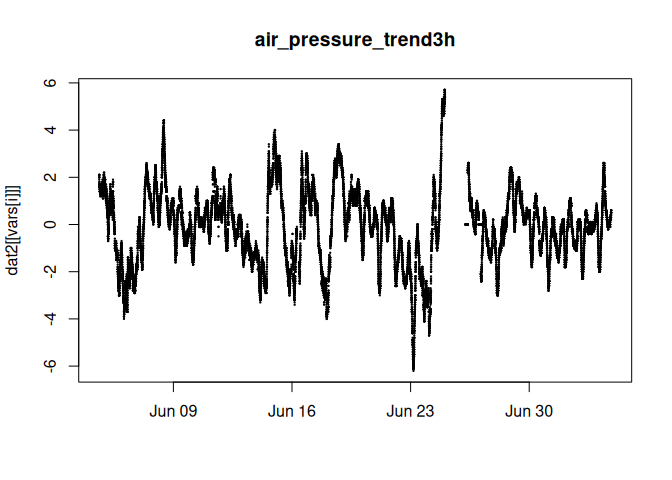 air_pressure_trend3h
dat2[[vars[i]]]
6
4
2
0
-2
-4
-6
Jun 09
Jun 16
Jun 23
Jun 30